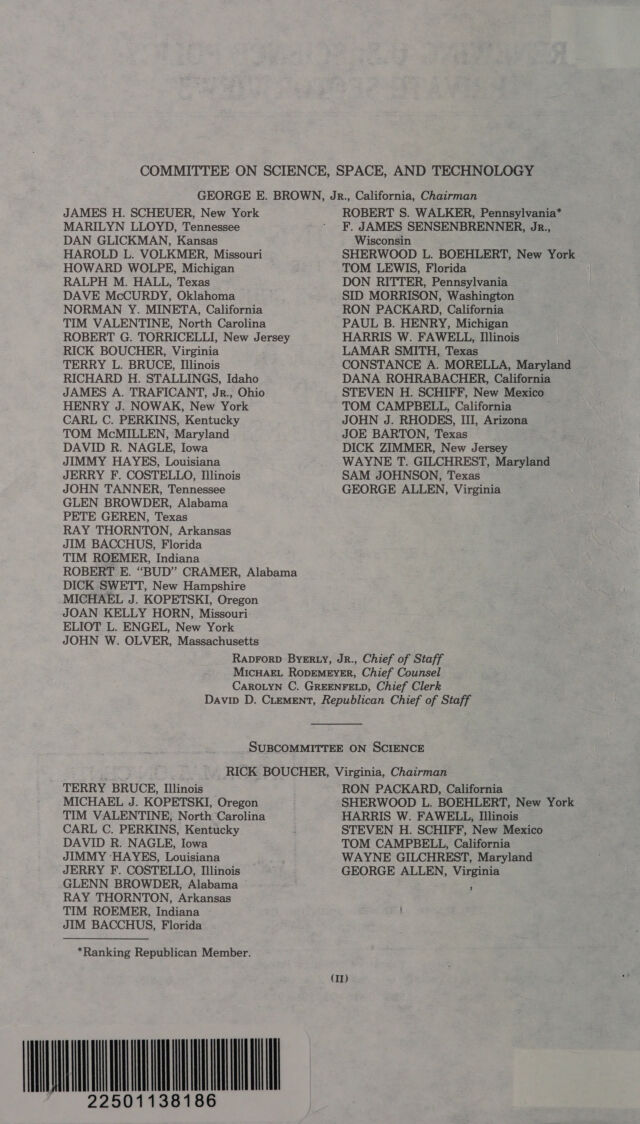 COMMITTEE ON SCIENCE, SPACE, AND TECHNOLOGY
GEORGE E. BROWN, JR., California, Chairman
JAMES H. SCHEUER, New York
MARILYN LLOYD, Tennessee
DAN GLICKMAN, Kansas
HAROLD L. VOLKMER, Missouri
HOWARD WOLPE, Michigan
RALPH M. HALL, Texas
DAVE McCURDY, Oklahoma
NORMAN Y. MINETA, California
TIM VALENTINE, North Carolina
ROBERT G. TORRICELLI, New Jersey
RICK BOUCHER, Virginia
TERRY L. BRUCE, Illinois
RICHARD H. STALLINGS, Idaho
JAMES A. TRAFICANT, JR., Ohio
HENRY J. NOWAK, New York
CARL C. PERKINS, Kentucky
TOM McMILLEN, Maryland
DAVID R. NAGLE, Iowa
JIMMY HAYES, Louisiana
JERRY F. COSTELLO, Illinois
JOHN TANNER, Tennessee
GLEN BROWDER, Alabama
PETE GEREN, Texas
RAY THORNTON, Arkansas
JIM BACCHUS, Florida
TIM ROEMER, Indiana
ROBERT E. "BUD" CRAMER, Alabama
DICK SWETT, New Hampshire
MICHAEL J. KOPETSKI, Oregon
JOAN KELLY HORN, Missouri
ELIOT L. ENGEL, New York
JOHN W. OLVER, Massachusetts
ROBERT S. WALKER, Pennsylvania*
F. JAMES SENSENBRENNER, JR.,
Wisconsin
SHERWOOD L. BOEHLERT, New York
TOM LEWIS, Florida
DON RITTER, Pennsylvania
SID MORRISON, Washington
RON PACKARD, California
PAUL B. HENRY, Michigan
HARRIS W. FAWELL, Illinois
LAMAR SMITH, Texas
CONSTANCE A. MORELLA, Maryland
DANA ROHRABACHER, California
STEVEN H. SCHIFF, New Mexico
TOM CAMPBELL, California
JOHN J. RHODES, III, Arizona
JOE BARTON, Texas
DICK ZIMMER, New Jersey
WAYNE T. GILCHREST, Maryland
SAM JOHNSON, Texas
GEORGE ALLEN, Virginia
RADFORD BYERLY, JR., Chief of Staff
MICHAEL RODEMEYER, Chief Counsel
CAROLYN C. GREENFELD, Chief Clerk
DAVID D. CLEMENT, Republican Chief of Staff
SUBCOMMITTEE ON SCIENCE
RICK BOUCHER, Virginia, Chairman
TERRY BRUCE, Illinois
MICHAEL J. KOPETSKI, Oregon
TIM VALENTINE, North Carolina
CARL C. PERKINS, Kentucky
DAVID R. NAGLE, Iowa
JIMMY HAYES, Louisiana
JERRY F. COSTELLO, Illinois
GLENN BROWDER, Alabama
RAY THORNTON, Arkansas
TIM ROEMER, Indiana
JIM BACCHUS, Florida
RON PACKARD, California
SHERWOOD L. BOEHLERT, New York
HARRIS W. FAWELL, Illinois
STEVEN H. SCHIFF, New Mexico
TOM CAMPBELL, California
WAYNE GILCHREST, Maryland
GEORGE ALLEN, Virginia
*Ranking Republican Member.
(II)
22501138186